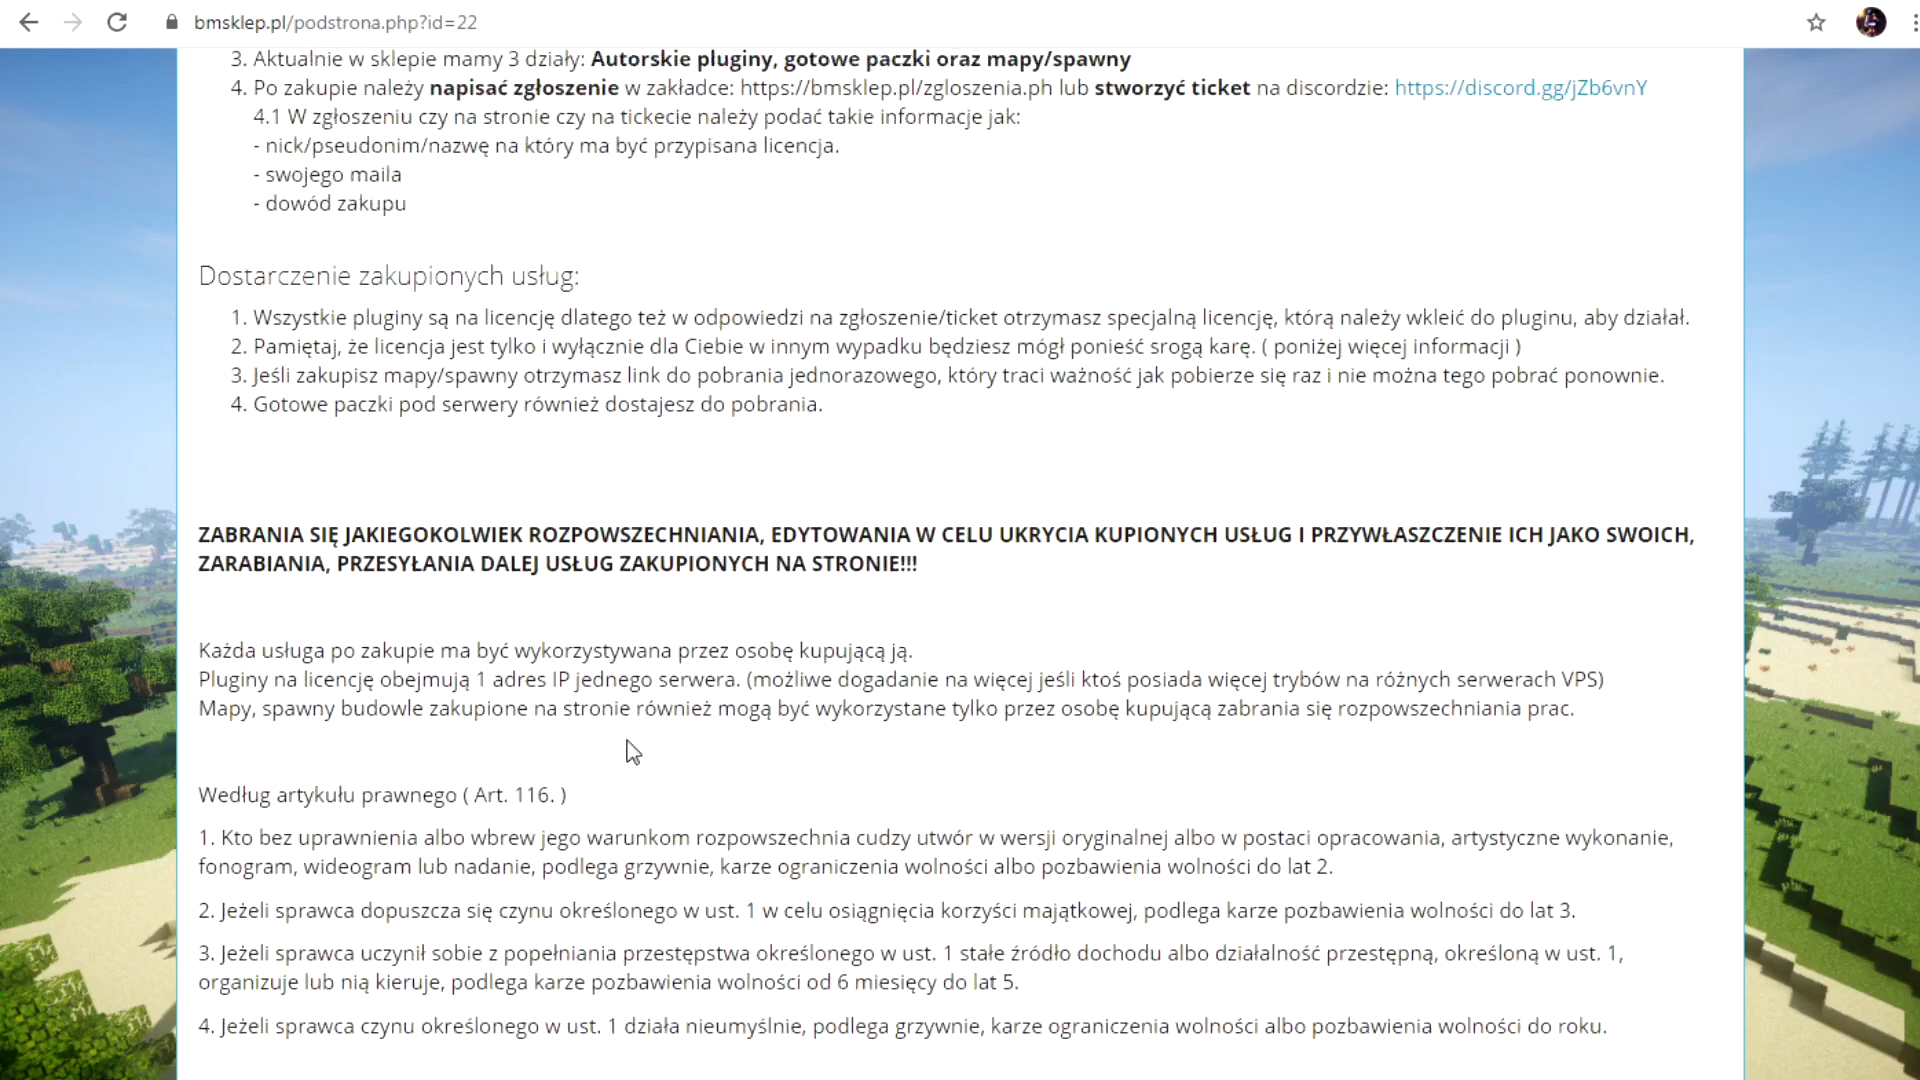 bmsklep.pl/podstrona.php?id=22
3. Aktualnie w sklepie mamy 3 działy: Autorskie pluginy, gotowe paczki oraz mapy/spawny
4. Po zakupie należy napisać zgłoszenie w zakładce: https://bmsklep.pl/zgloszenia.ph lub stworzyć ticket na discordzie: https://discord.gg/jZb6vnY
4.1 W zgłoszeniu czy na stronie czy na tickecie należy podać takie informacje jak:
- nick/pseudonim/nazwę na który ma być przypisana licencja.
- swojego maila
- dowód zakupu
Dostarczenie zakupionych usług:
1. Wszystkie pluginy są na licencję dlatego też w odpowiedzi na zgłoszenie/ticket otrzymasz specjalną licencję, którą należy wkleić do pluginu, aby działał.
2. Pamiętaj, że licencja jest tylko i wyłącznie dla Ciebie w innym wypadku będziesz mógł ponieść srogą karę. ( poniżej więcej informacji )
3. Jeśli zakupisz mapy/spawny otrzymasz link do pobrania jednorazowego, który traci ważność jak pobierze się raz i nie można tego pobrać ponownie.
4. Gotowe paczki pod serwery również dostajesz do pobrania.
ZABRANIA SIĘ JAKIEGOKOLWIEK ROZPOWSZECHNIANIA, EDYTOWANIA W CELU UKRYCIA KUPIONYCH USŁUG I PRZYWŁASZCZENIE ICH JAKO SWOICH,
ZARABIANIA, PRZESYŁANIA DALEJ USŁUG ZAKUPIONYCH NA STRONIE!!!
Każda usługa po zakupie ma być wykorzystywana przez osobę kupującą ją.
Pluginy na licencję obejmują 1 adres IP jednego serwera. (możliwe dogadanie na więcej jeśli ktoś posiada więcej trybów na różnych serwerach VPS)
Mapy, spawny budowle zakupione na stronie również mogą być wykorzystane tylko przez osobę kupującą zabrania się rozpowszechniania prac.
Według artykułu prawnego ( Art. 116. )
1. Kto bez uprawnienia albo wbrew jego warunkom rozpowszechnia cudzy utwór w wersji oryginalnej albo w postaci opracowania, artystyczne wykonanie,
fonogram, wideogram lub nadanie, podlega grzywnie, karze ograniczenia wolności albo pozbawienia wolności do lat 2.
2. Jeżeli sprawca dopuszcza się czynu określonego w ust. 1 w celu osiągnięcia korzyści majątkowej, podlega karze pozbawienia wolności do lat 3.
3. Jeżeli sprawca uczynił sobie z popełniania przestępstwa określonego w ust. 1 stałe źródło dochodu albo działalność przestępną, określoną w ust. 1,
organizuje lub nią kieruje, podlega karze pozbawienia wolności od 6 miesięcy do lat 5.
4. Jeżeli sprawca czynu określonego w ust. 1 działa nieumyślnie, podlega grzywnie, karze ograniczenia wolności albo pozbawienia wolności do roku.